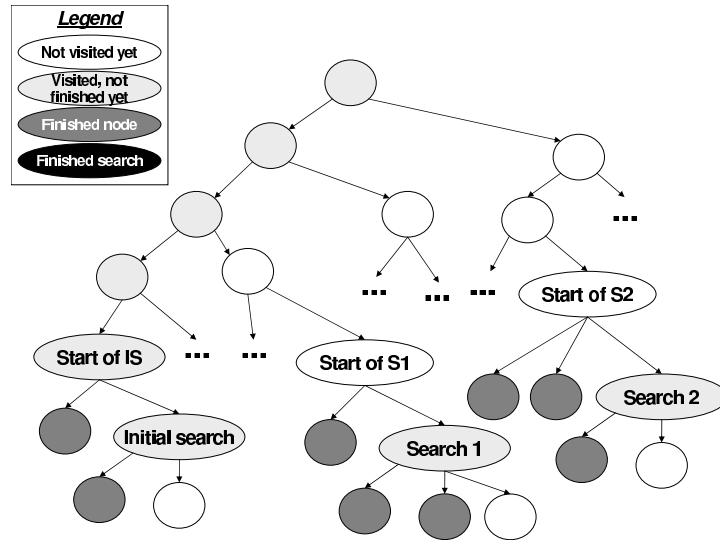 Legend
Not visited yet
Visited, not
finished yet
Finished node
Finished search
...
Start of S2
... ... ...
Start of IS
... ...
Start of S1
Search 2
Initial search
Search 1